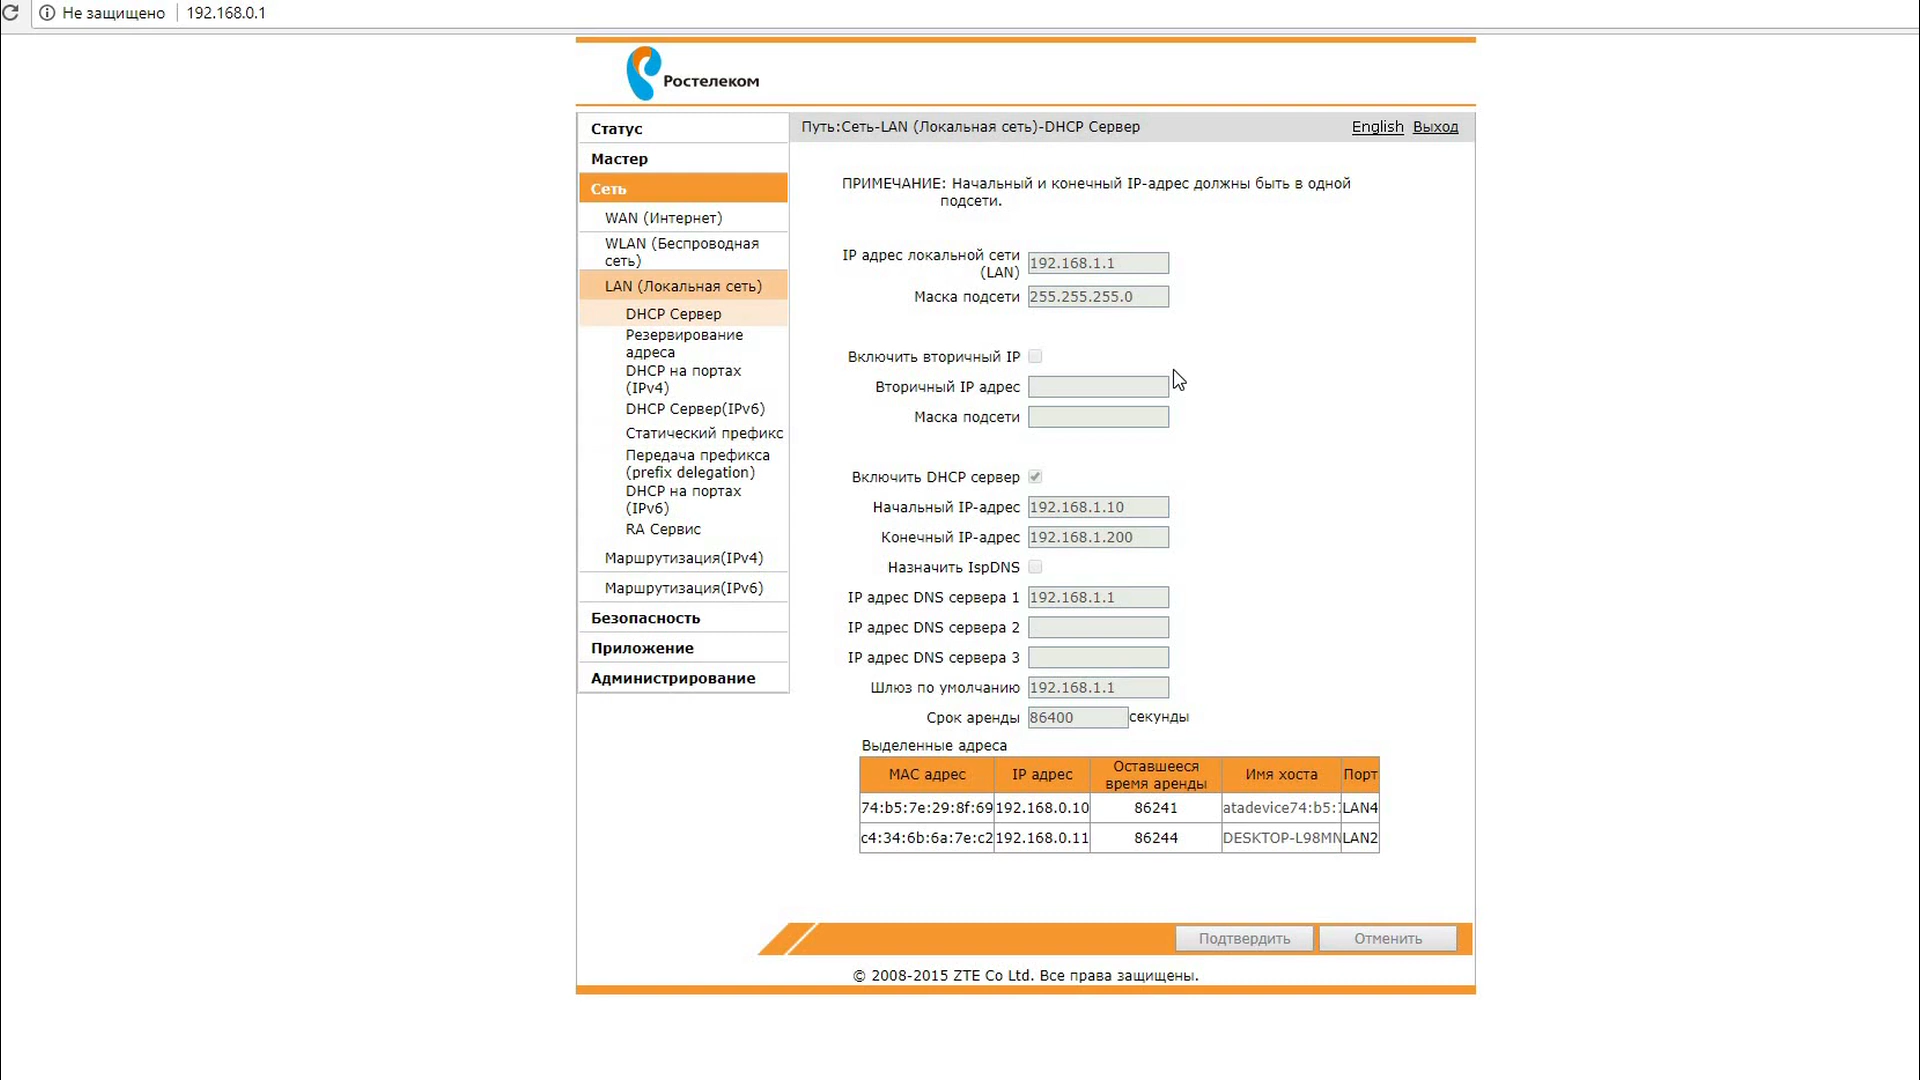 Не защищено
192.168.0.1
Ростелеком
Статус
Мастер
Сеть
WAN (Интернет)
WLAN (Беспроводная
сеть)
LAN (Локальная сеть)
DHCP Сервер
Резервирование
адреса
DHCP на портах
(IPv4)
DHCP Сервер(IPv6)
Статический префикс
Передача префикса
(prefix delegation)
DHCP на портах
(IPv6)
RA Сервис
Маршрутизация(IPv4)
Маршрутизация(IPv6)
Безопасность
Приложение
Администрирование
Путь:Сеть-LAN (Локальная сеть)-DHCP Сервер
English Выход
ПРИМЕЧАНИЕ: Начальный и конечный IP-адрес должны быть в одной
подсети.
IP адрес локальной сети
(LAN)
192.168.1.1
Маска подсети 255.255.255.0
Включить вторичный IP
Вторичный IP адрес
Маска подсети
Включить DHCP сервер
Начальный IP-адрес 192.168.1.10
Конечный IP-адрес 192.168.1.200
Назначить IspDNS
IP адрес DNS сервера 1 192.168.1.1
IP адрес DNS сервера 2
IP адрес DNS сервера 3
Шлюз по умолчанию 192.168.1.1
Срок аренды 86400 секунды
Выделенные адреса
MAC адрес IP адрес Оставшееся время аренды Имя хоста Порт
74:b5:7e:29:8f:69 192.168.0.10 86241 atadevice74:b5: LAN4
c4:34:6b:6a:7e:c2 192.168.0.11 86244 DESKTOP-L98MN LAN2
Подтвердить Отменить
© 2008-2015 ZTE Co Ltd. Все права защищены.